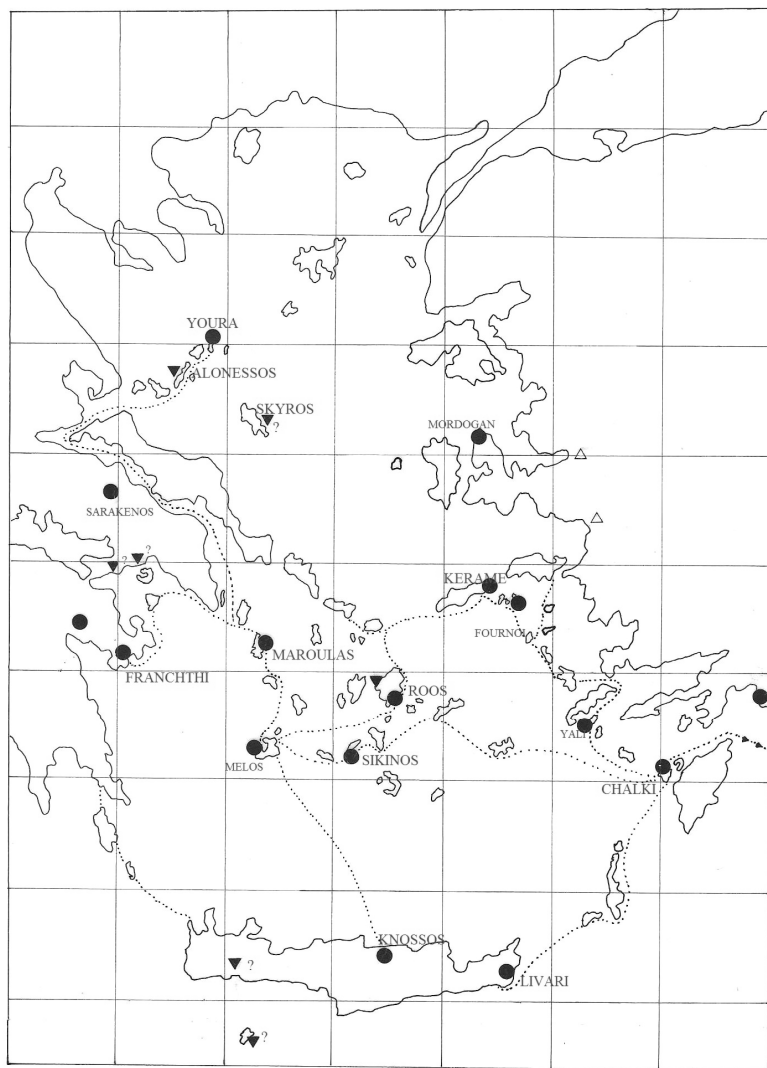 YOURA
ALONESSOS
SKYROS
?
MORDOGAN
SARAKENOS
?
?
KERAME
FOURNOI
MAROULAS
FRANCHTHI
ROOS
YALI
SIKINOS
MELOS
CHALKI
KNOSSOS
?
LIVARI
?